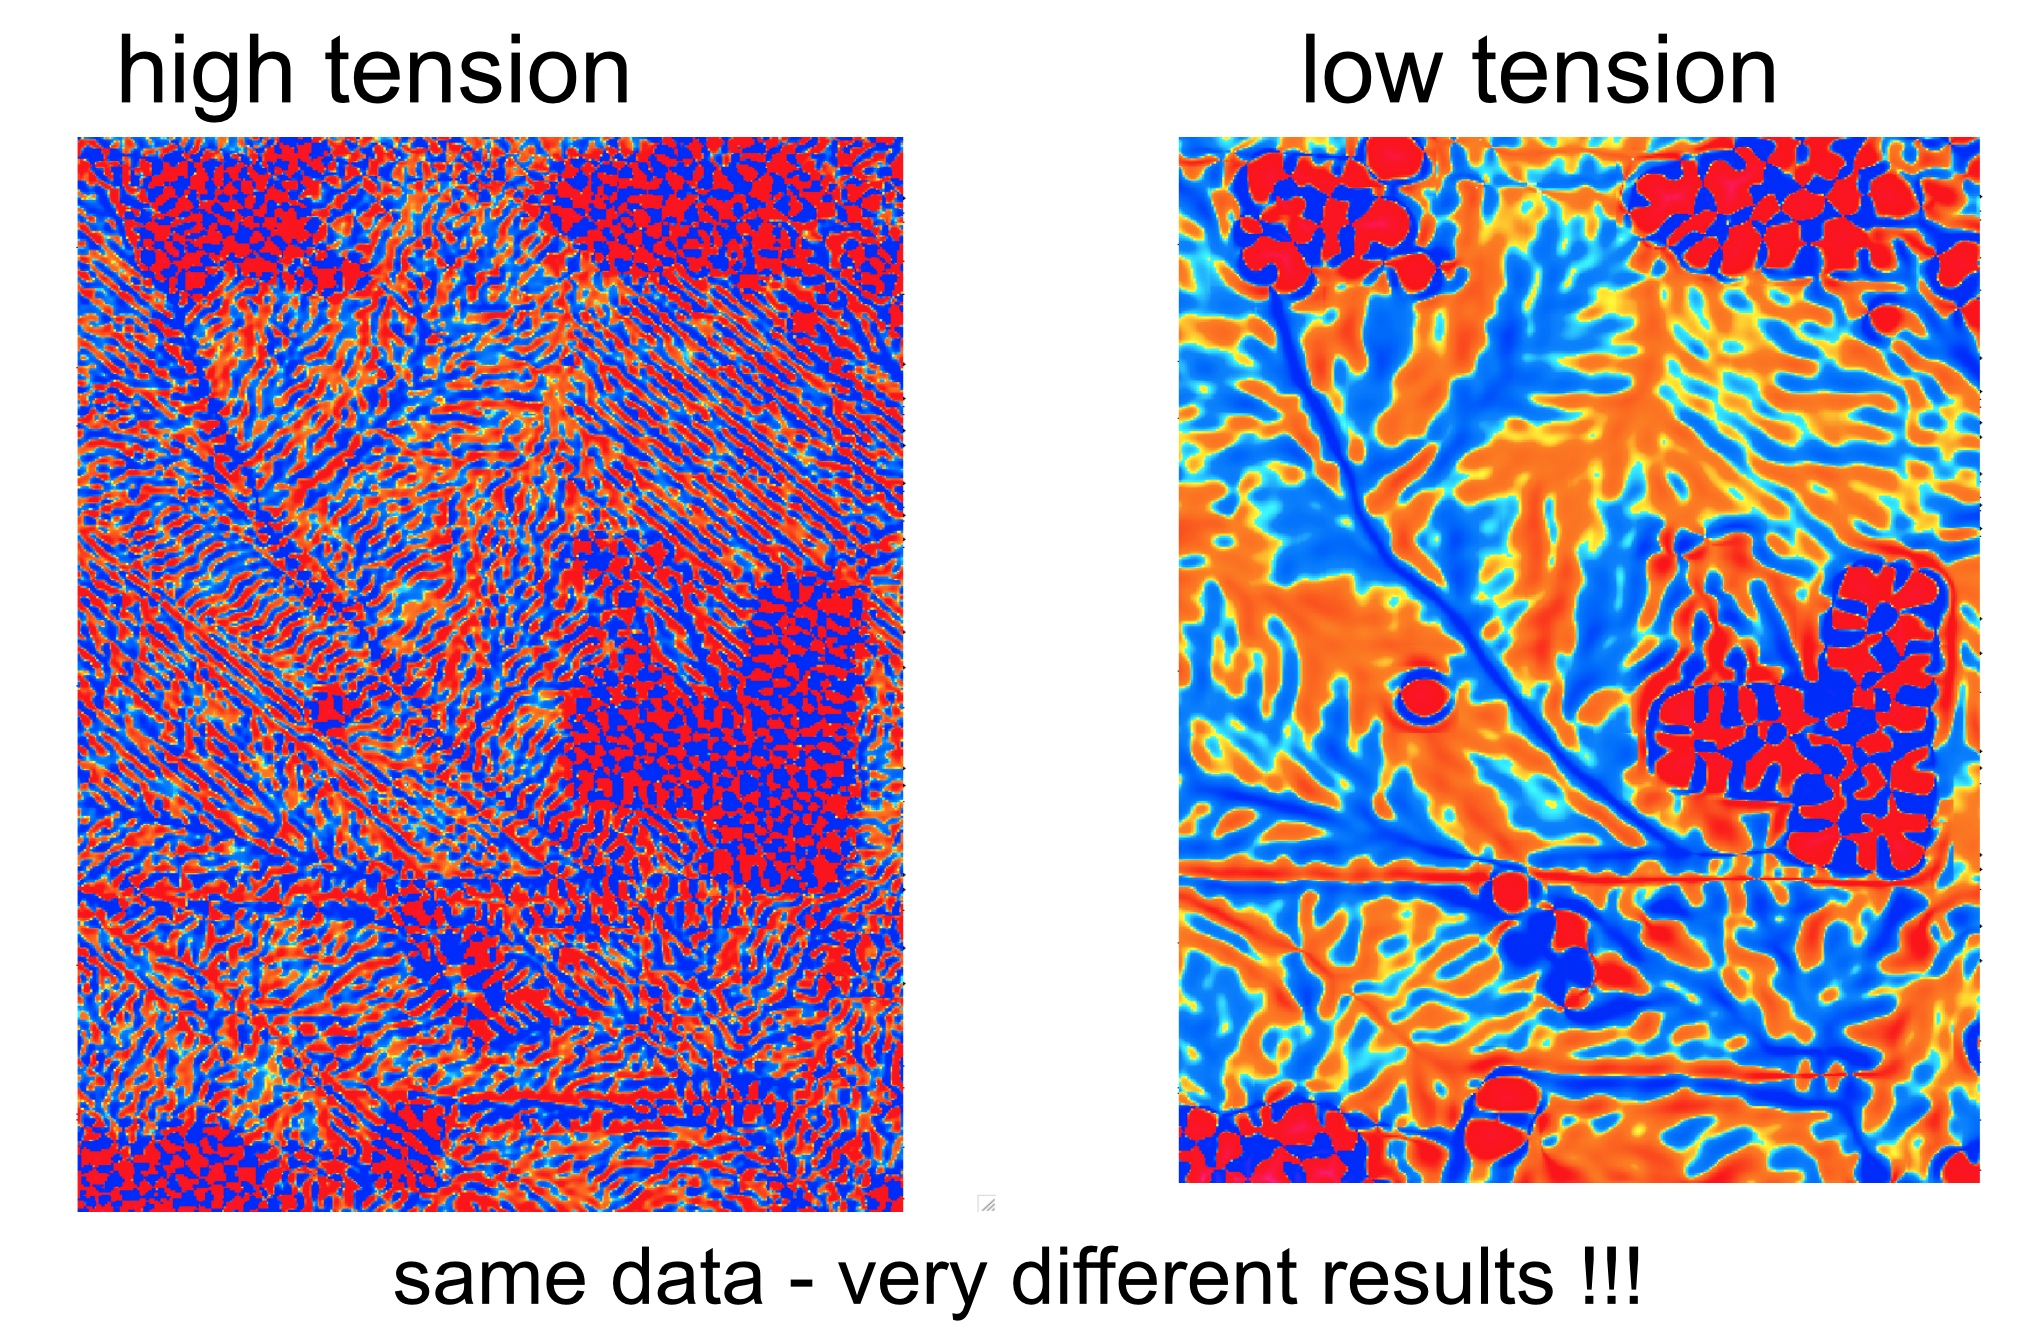 high tension
low tension
same data - very different results !!!